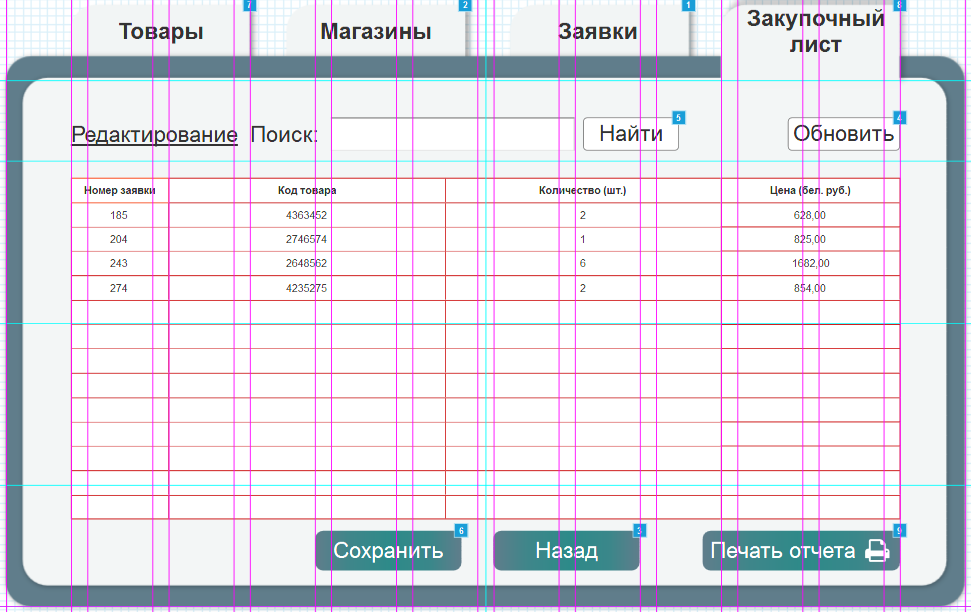 7 2 1 8
Товары Магазины Заявки Закупочный
лист
5 4
Редактирование Поиск: Найти Обновить
Номер заявки Код товара Количество (шт.) Цена (бел. руб.)
185 4363452 2 628,00
204 2746574 1 825,00
243 2648562 6 1682,00
274 4235275 2 854,00
6 3 9
Сохранить Назад Печать отчета